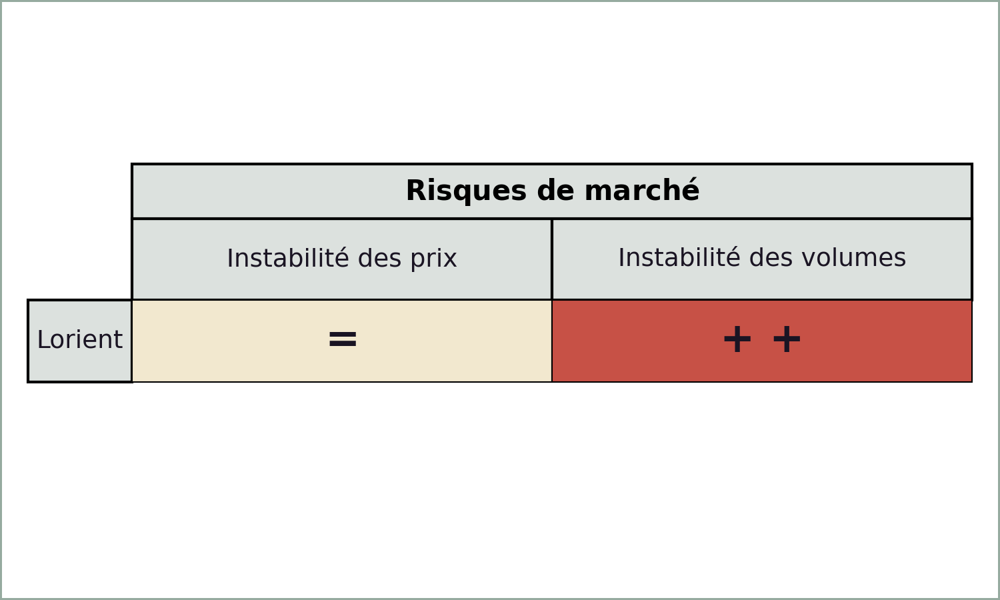 Risques de marché
Instabilité des prix
Instabilité des volumes
Lorient
=
+ +